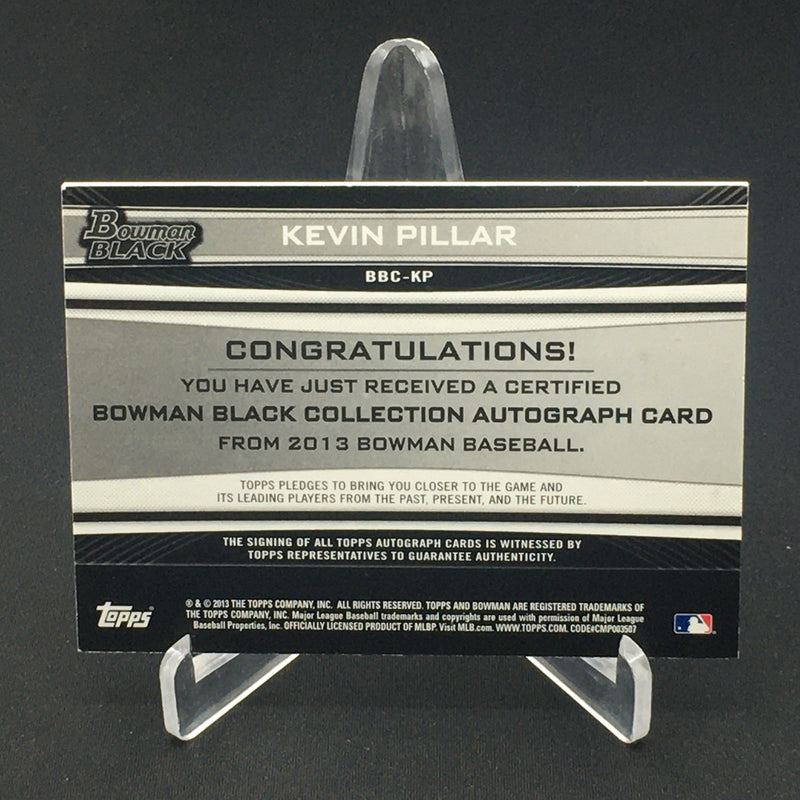 Bowman
BLACK
KEVIN PILLAR
BBC-KP
CONGRATULATIONS!
YOU HAVE JUST RECEIVED A CERTIFIED
BOWMAN BLACK COLLECTION AUTOGRAPH CARD
FROM 2013 BOWMAN BASEBALL.
TOPPS PLEDGES TO BRING YOU CLOSER TO THE GAME AND
ITS LEADING PLAYERS FROM THE PAST, PRESENT, AND THE FUTURE.
THE SIGNING OF ALL TOPPS AUTOGRAPH CARDS IS WITNESSED BY
TOPPS REPRESENTATIVES TO GUARANTEE AUTHENTICITY.
Topps
® & © 2013 THE TOPPS COMPANY, INC. ALL RIGHTS RESERVED. TOPPS AND BOWMAN ARE REGISTERED TRADEMARKS OF
THE TOPPS COMPANY, INC. Major League Baseball trademarks and copyrights are used with permission of Major League
Baseball Properties, Inc. OFFICIALLY LICENSED PRODUCT OF MLBP. Visit MLB.com. WWW.TOPPS.COM. CODE#CMP003507